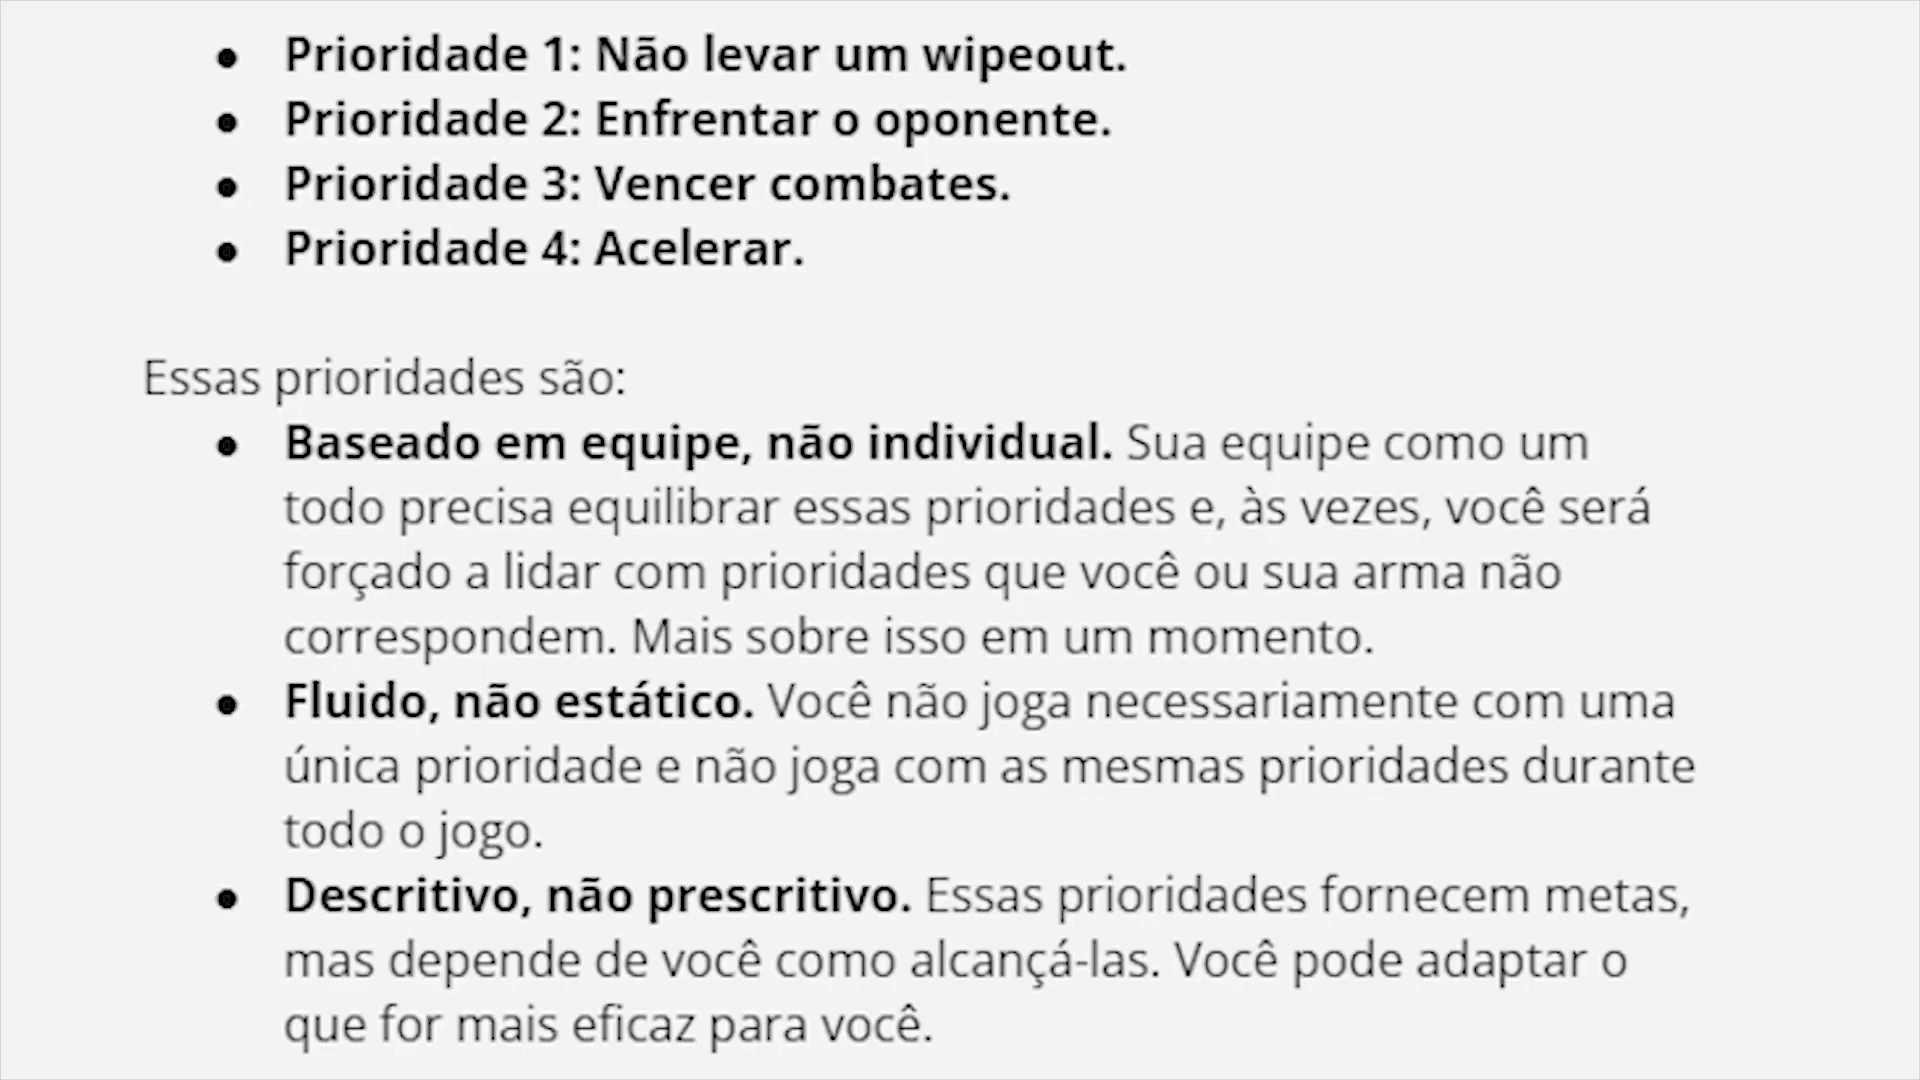 ● Prioridade 1: Não levar um wipeout.
● Prioridade 2: Enfrentar o oponente.
● Prioridade 3: Vencer combates.
● Prioridade 4: Acelerar.
Essas prioridades são:
● Baseado em equipe, não individual. Sua equipe como um
todo precisa equilibrar essas prioridades e, às vezes, você será
forçado a lidar com prioridades que você ou sua arma não
correspondem. Mais sobre isso em um momento.
● Fluido, não estático. Você não joga necessariamente com uma
única prioridade e não joga com as mesmas prioridades durante
todo o jogo.
● Descritivo, não prescritivo. Essas prioridades fornecem metas,
mas depende de você como alcançá-las. Você pode adaptar o
que for mais eficaz para você.